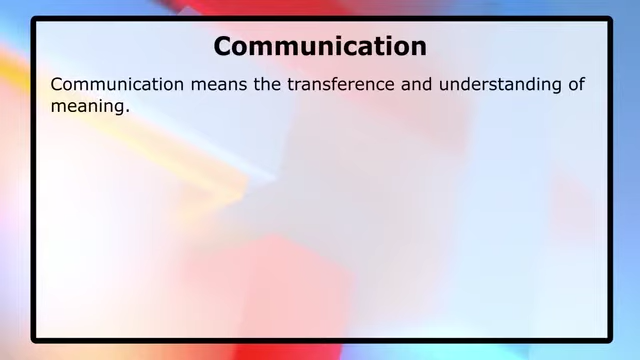 Communication
Communication means the transference and understanding of
meaning.